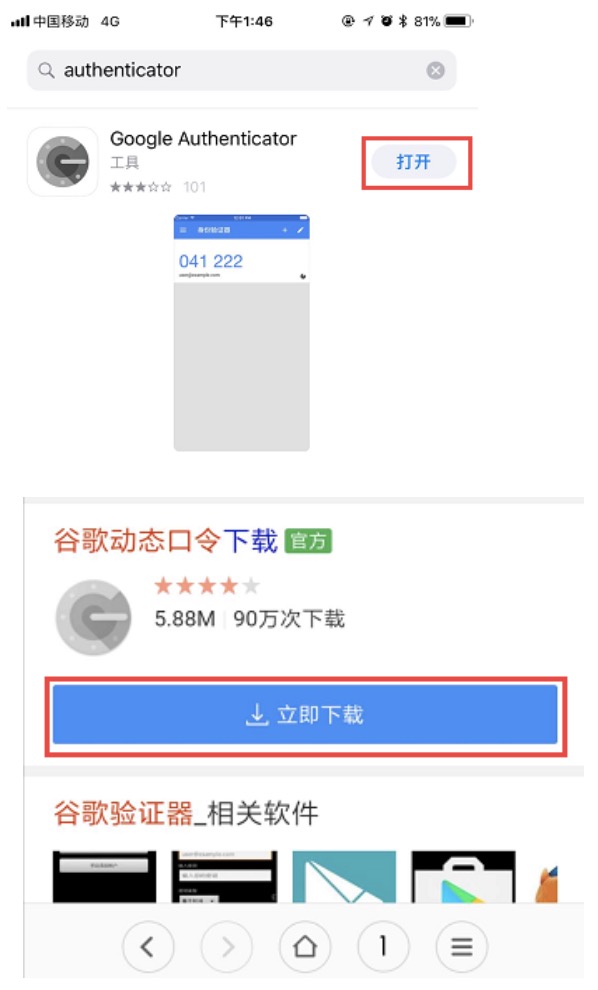 中国移动 4G 下午1:46 81%
authenticator
Google Authenticator
工具
打开
101
身份验证器
041 222
user@example.com
谷歌动态口令下载 官方
5.88M 90万次下载
立即下载
谷歌验证器_相关软件
user@example.com
1